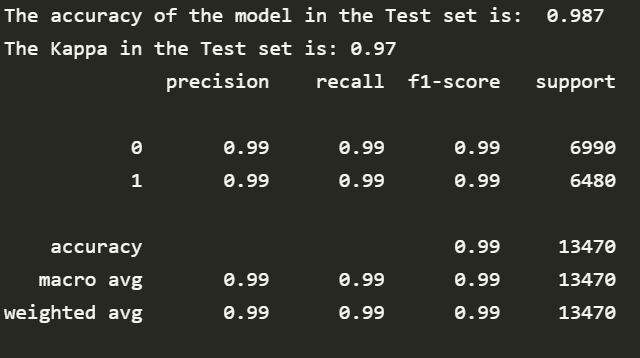 The accuracy of the model in the Test set is:  0.987
The Kappa in the Test set is: 0.97
              precision    recall  f1-score   support

           0       0.99      0.99      0.99      6990
           1       0.99      0.99      0.99      6480

    accuracy                           0.99     13470
   macro avg       0.99      0.99      0.99     13470
weighted avg       0.99      0.99      0.99     13470